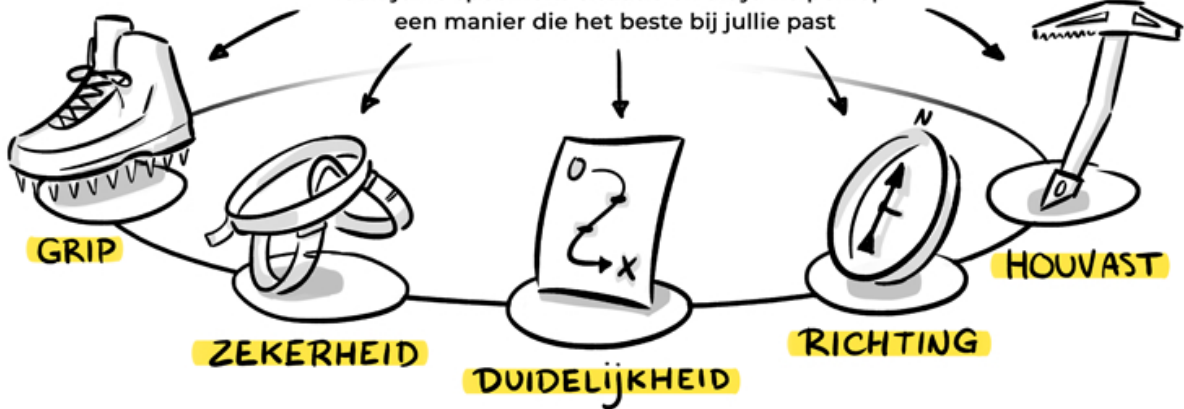 een manier die het beste bij jullie past
N
GRIP
HOUVAST
ZEKERHEID
RICHTING
DUIDELIJKHEID
O
X